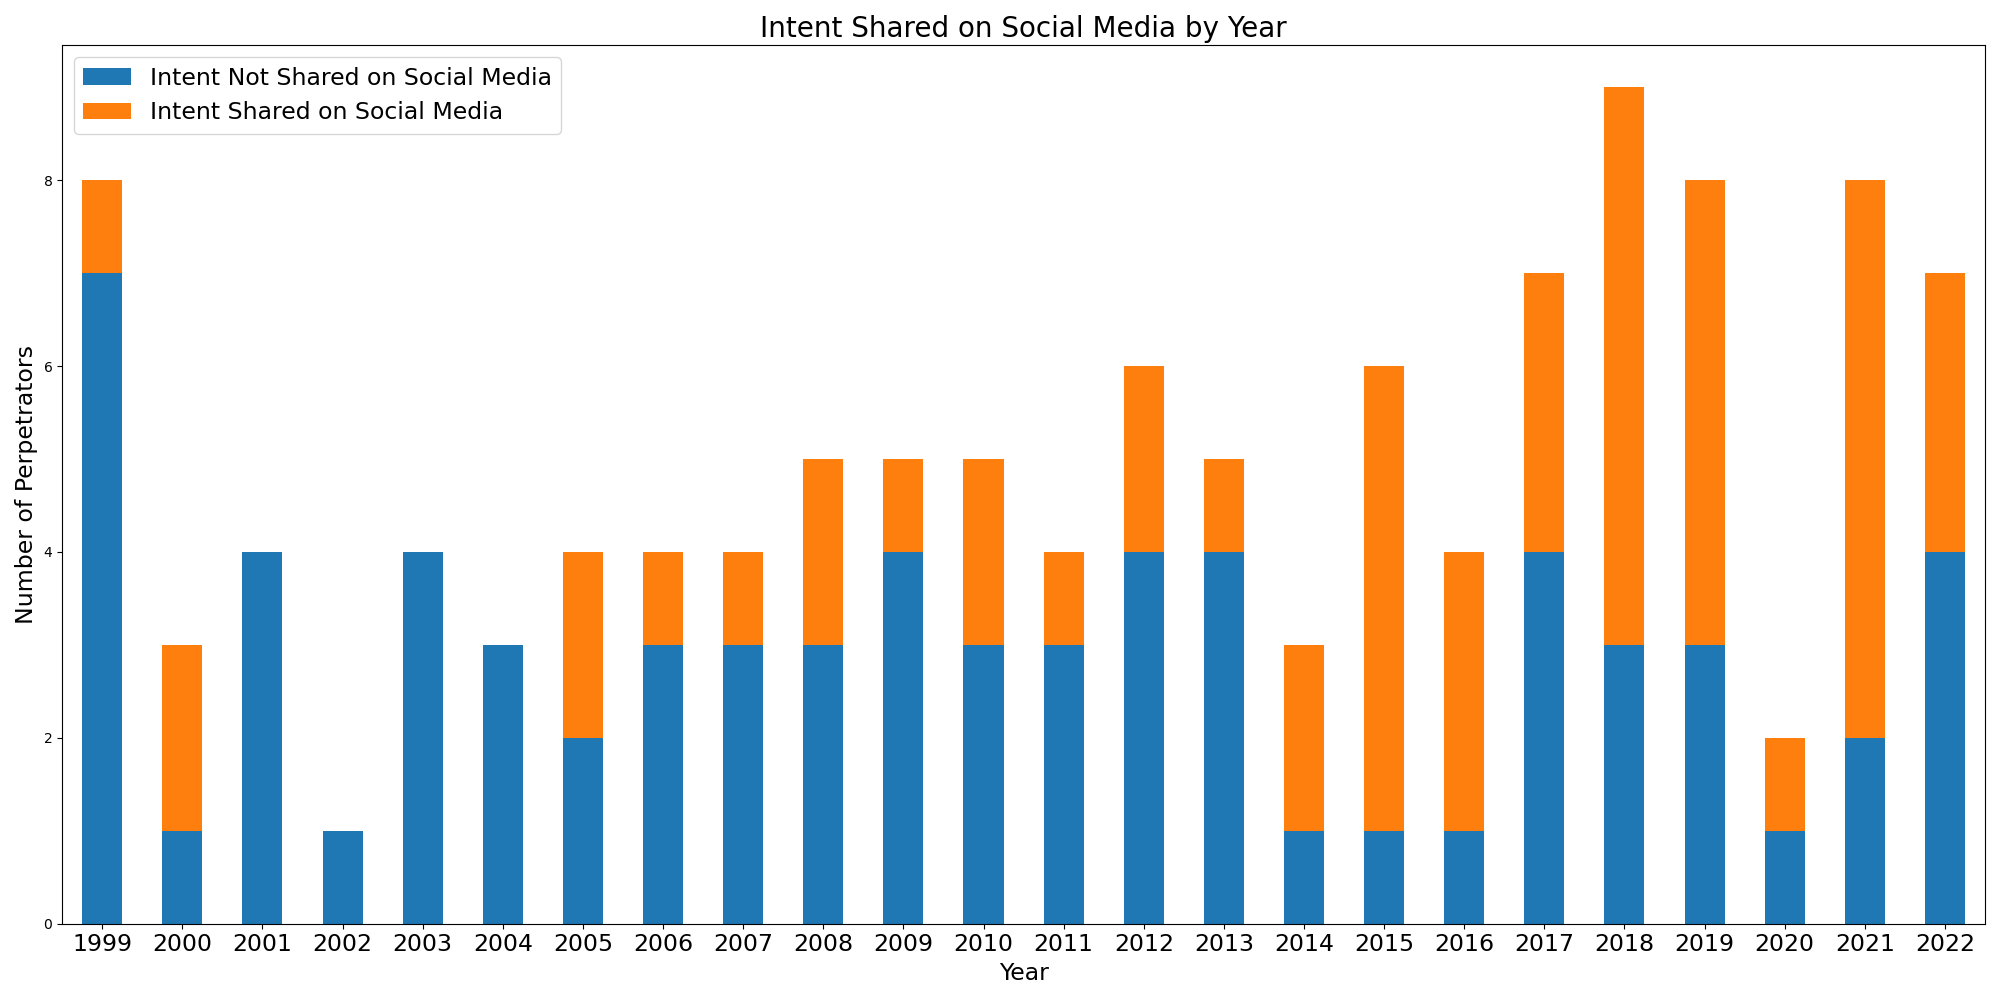 Intent Shared on Social Media by Year
Intent Not Shared on Social Media
Intent Shared on Social Media
Number of Perpetrators
8
6
4
2
0
1999 2000 2001 2002 2003 2004 2005 2006 2007 2008 2009 2010 2011 2012 2013 2014 2015 2016 2017 2018 2019 2020 2021 2022
Year